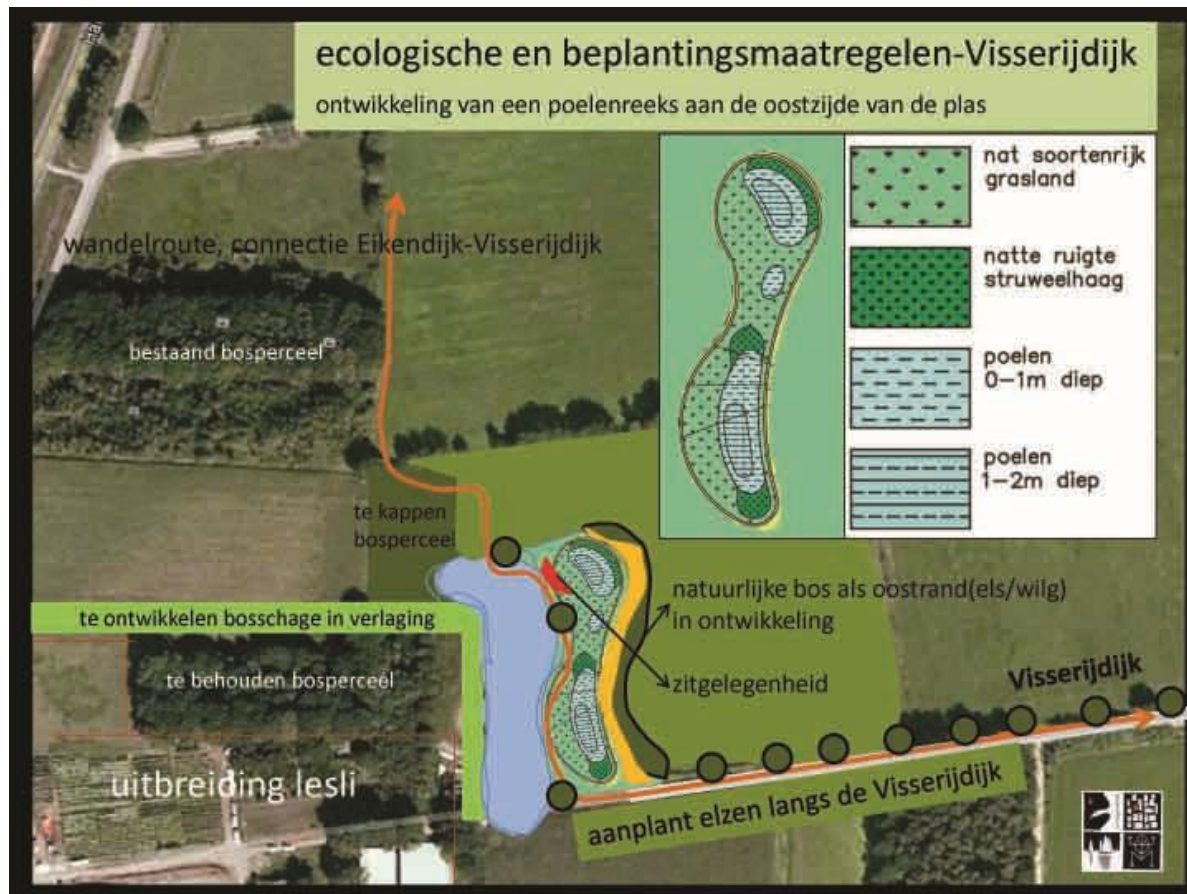 ecologische en beplantingsmaatregelen-Visserijdijk
ontwikkeling van een poelenreeks aan de oostzijde van de plas
nat soortenrijk
grasland
natte ruigte
struweelhaag
poelen
0-1m diep
poelen
1-2m diep
wandelroute, connectie Eikendijk-Visserijdijk
bestaand bosperceel
te kappen
bosperceel
natuurlijke bos als oostrand(els/wilg)
in ontwikkeling
te ontwikkelen bosschage in verlaging
te behouden bosperceel
zitgelegenheid
Visserijdijk
uitbreiding lesli
aanplant elzen langs de Visserijdijk